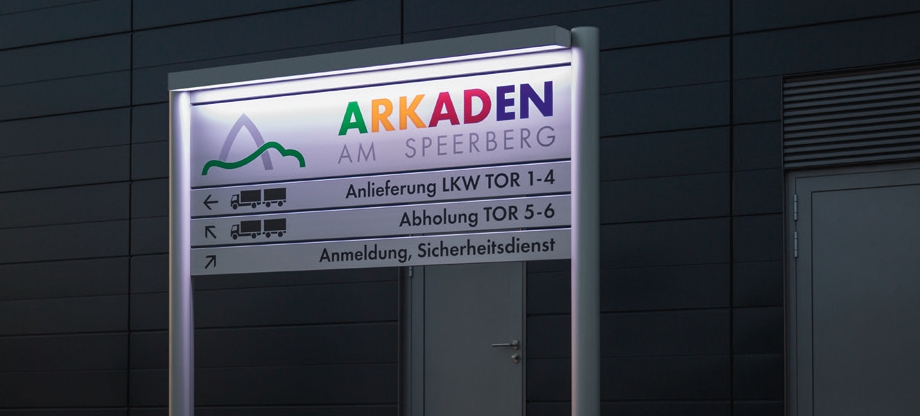 ARKADEN
AM SPEERBERG
Anlieferung LKW TOR 1-4
Abholung TOR 5-6
Anmeldung, Sicherheitsdienst